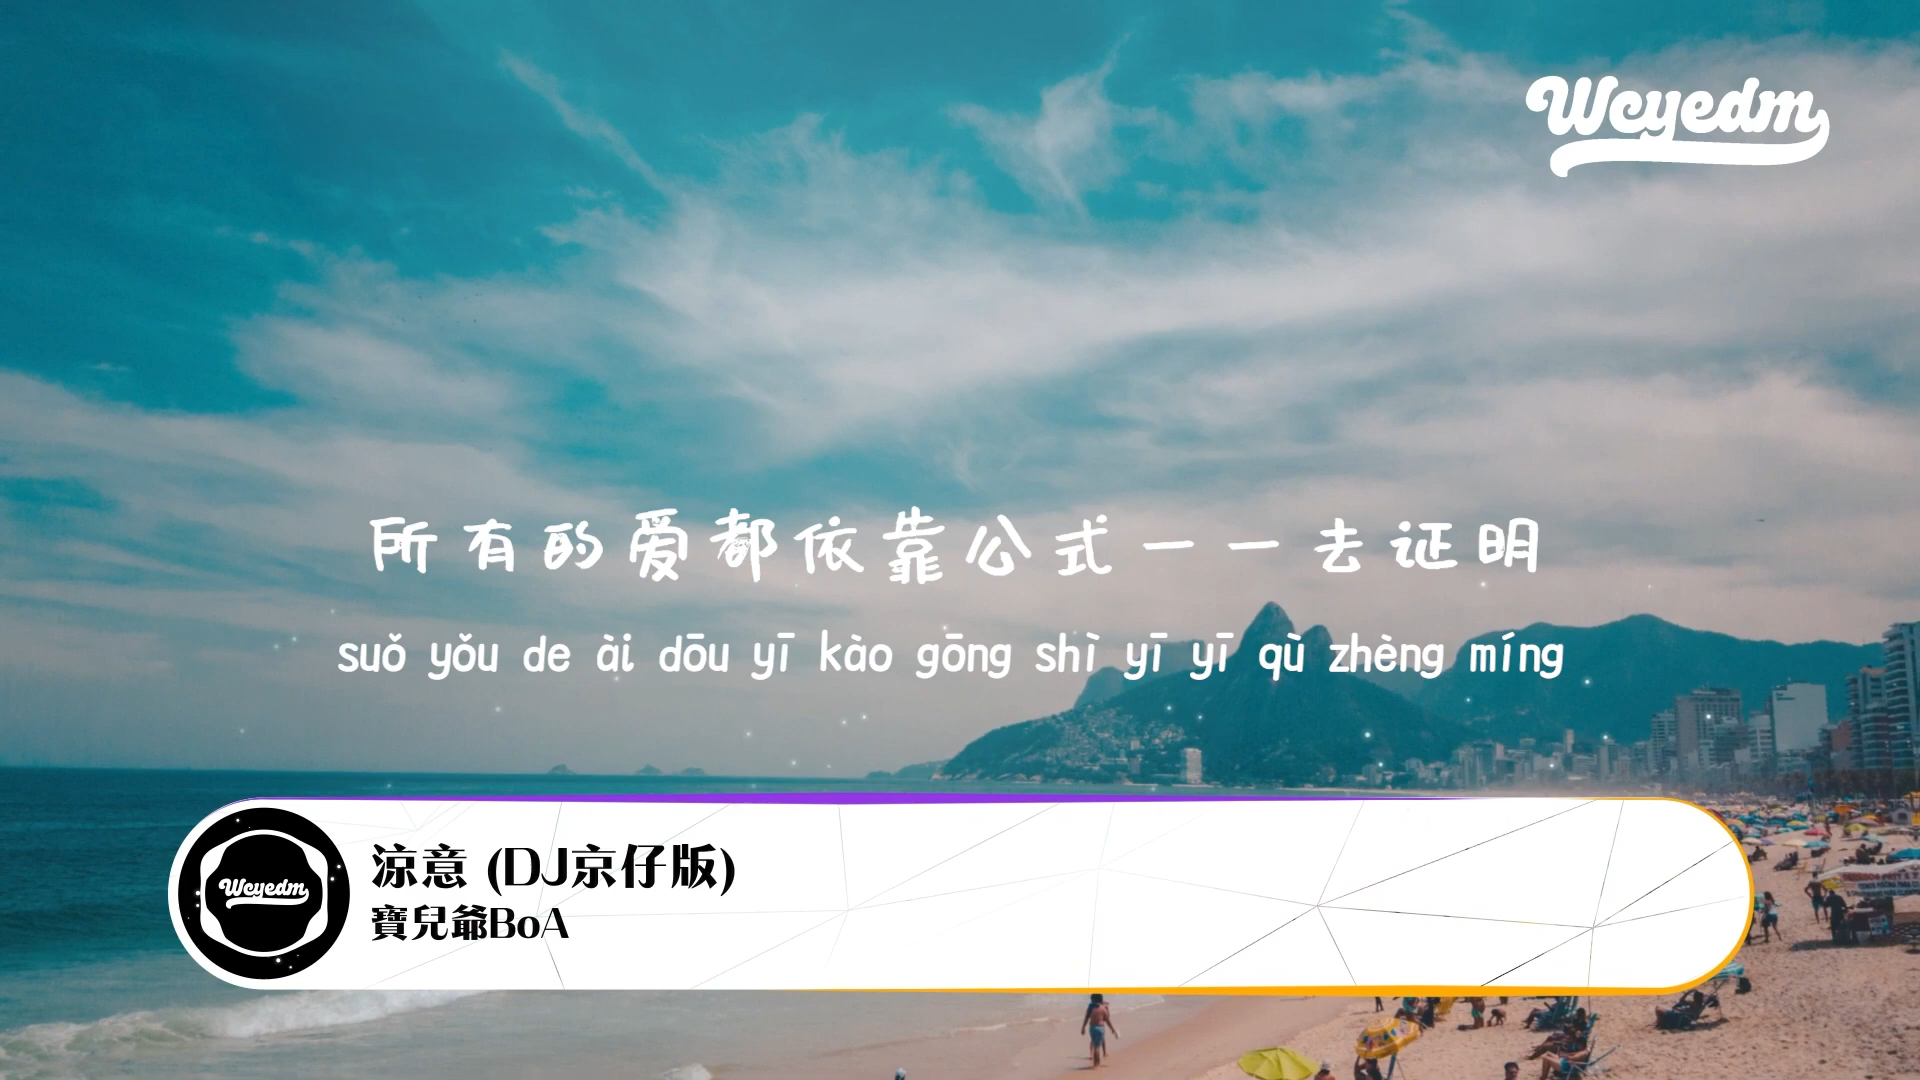 Wcyedm
所有的爱都依靠公式一一去证明
suǒ yǒu de ài dōu yī kào gōng shì yī yī qù zhèng míng
Wcyedm
涼意 (DJ京仔版)
寶兒爺BoA